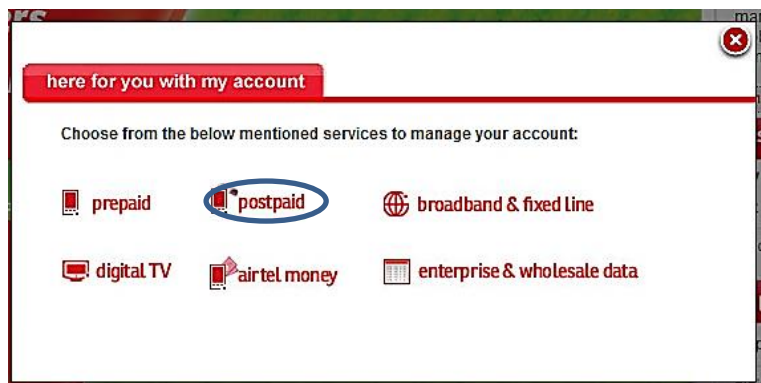 here for you with my account
Choose from the below mentioned services to manage your account:
prepaid postpaid broadband & fixed line
digital TV airtel money enterprise & wholesale data